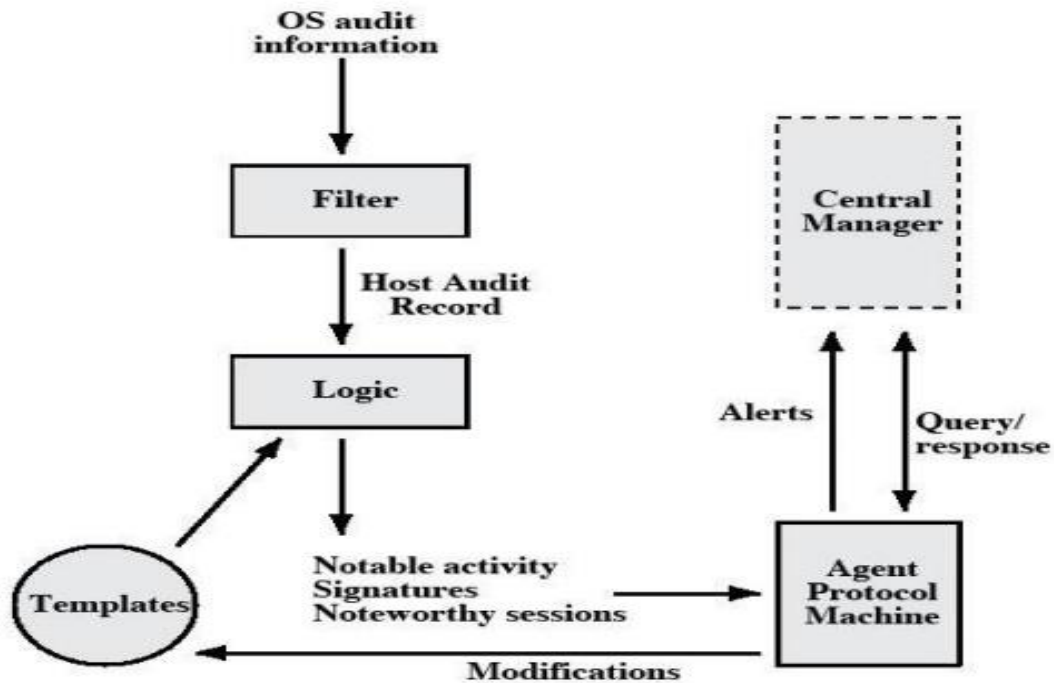 OS audit
information
Filter
Host Audit
Record
Logic
Templates
Notable activity
Signatures
Noteworthy sessions
Modifications
Central
Manager
Alerts
Query/
response
Agent
Protocol
Machine